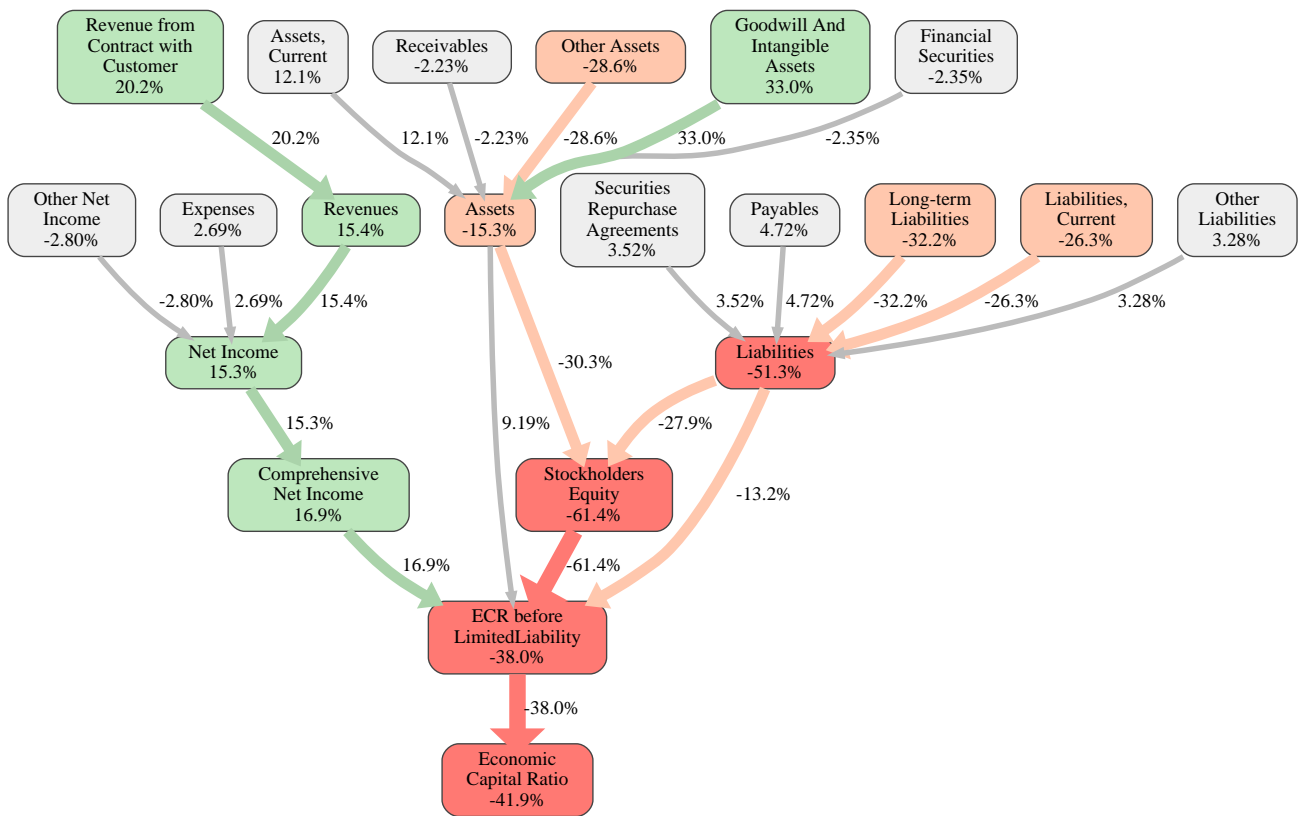 Revenue from
Contract with
Customer
20.2%
Assets,
Current
12.1%
Receivables
-2.23%
Other Assets
-28.6%
Goodwill And
Intangible
Assets
33.0%
Financial
Securities
-2.35%
20.2%
12.1%
-2.23%
-28.6%
33.0%
-2.35%
Other Net
Income
-2.80%
Expenses
2.69%
Revenues
15.4%
Assets
-15.3%
Securities
Repurchase
Agreements
3.52%
Payables
4.72%
Long-term
Liabilities
-32.2%
Liabilities,
Current
-26.3%
Other
Liabilities
3.28%
-2.80%
2.69%
15.4%
3.52%
4.72%
-32.2%
-26.3%
3.28%
Net Income
15.3%
-30.3%
Liabilities
-51.3%
15.3%
9.19%
-27.9%
Comprehensive
Net Income
16.9%
Stockholders
Equity
-61.4%
-13.2%
16.9%
-61.4%
ECR before
LimitedLiability
-38.0%
-38.0%
Economic
Capital Ratio
-41.9%